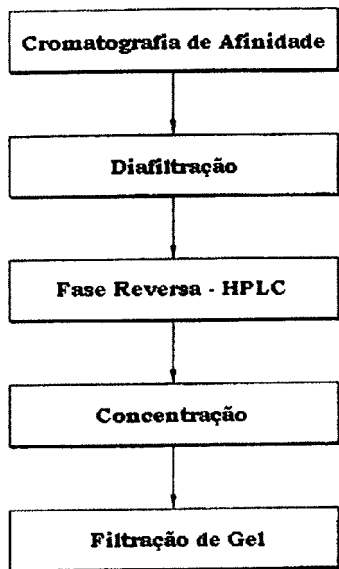 Cromatografia de Afinidade
Diafiltração
Fase Reversa - HPLC
Concentração
Filtração de Gel